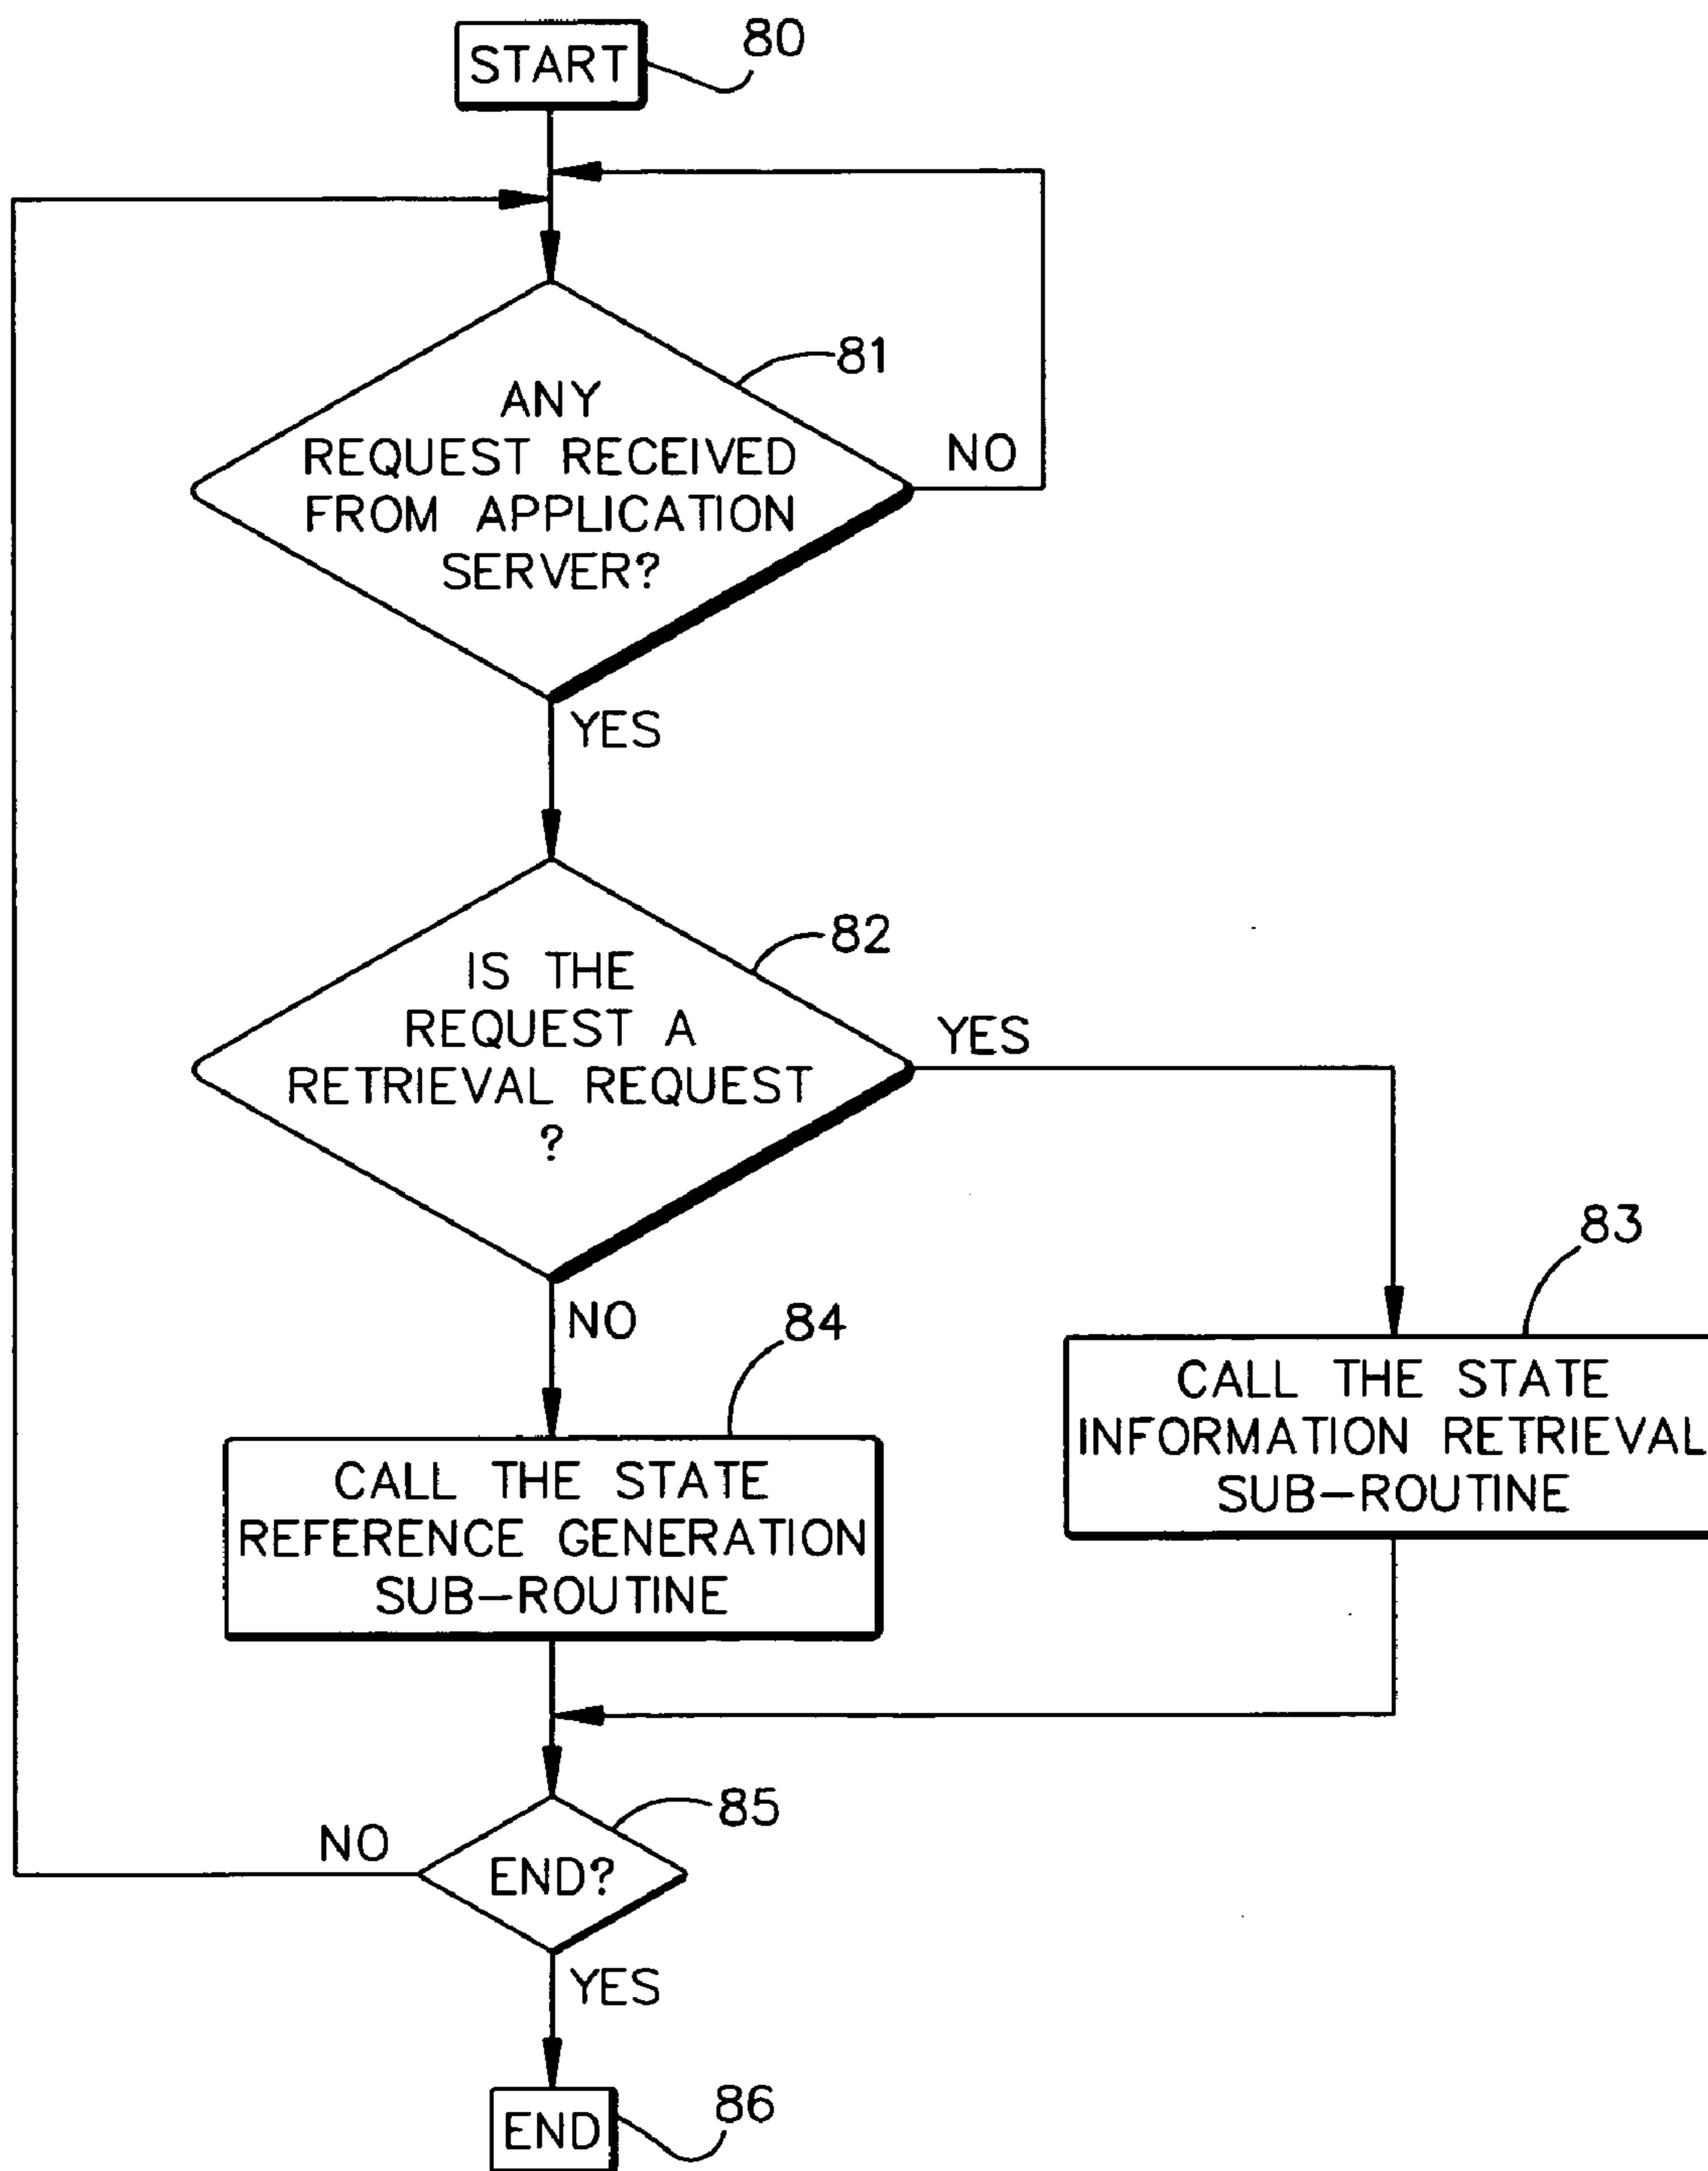 START
80
ANY
REQUEST RECEIVED
FROM APPLICATION
SERVER?
81
NO
YES
IS THE
REQUEST A
RETRIEVAL REQUEST
?
82
YES
NO
83
CALL THE STATE
INFORMATION RETRIEVAL
SUB-ROUTINE
84
CALL THE STATE
REFERENCE GENERATION
SUB-ROUTINE
85
END?
NO
YES
END
86